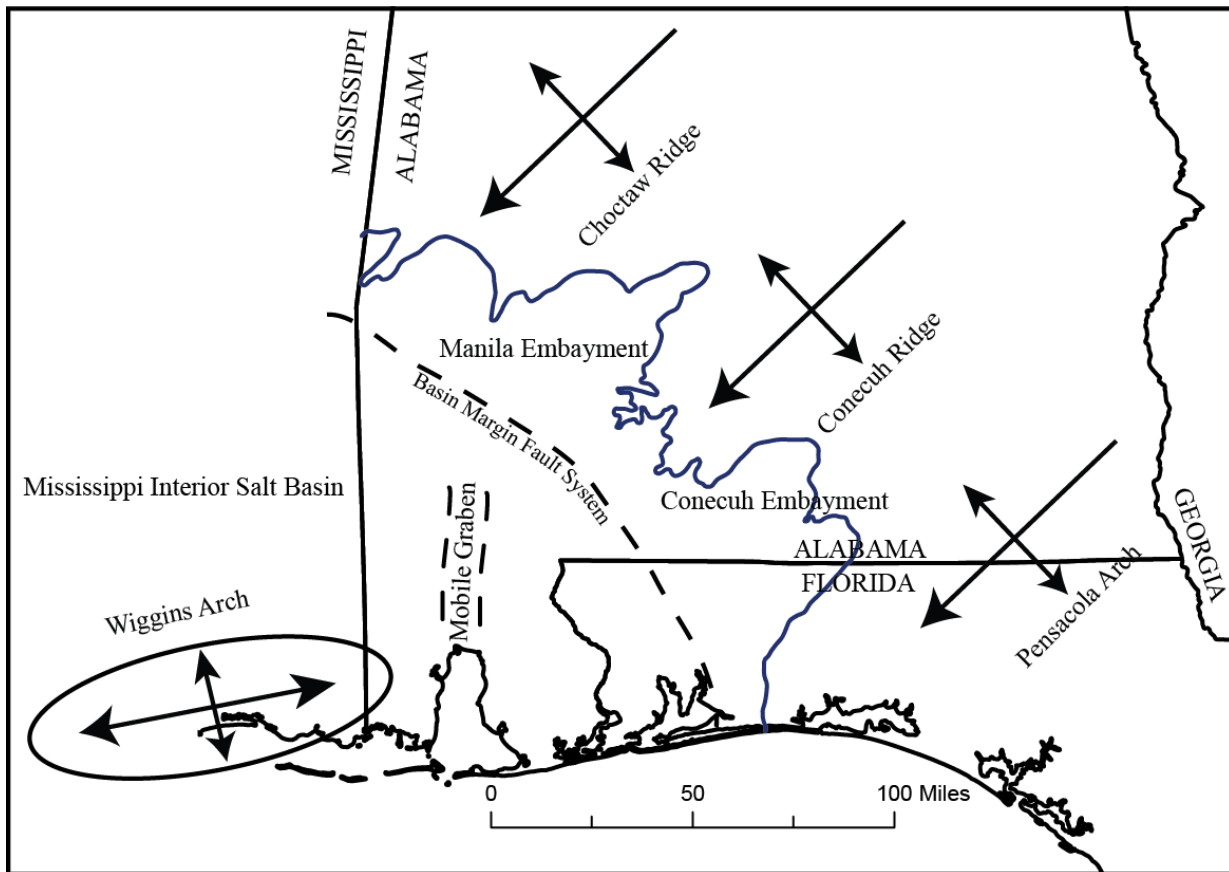 MISSISSIPPI
ALABAMA
Choctaw Ridge
Manila Embayment
Conecuh Ridge
Basin Margin Fault System
Mississippi Interior Salt Basin
Conecuh Embayment
Mobile Graben
GEORGIA
ALABAMA
FLORIDA
Pensacola Arch
Wiggins Arch
0
50
100 Miles